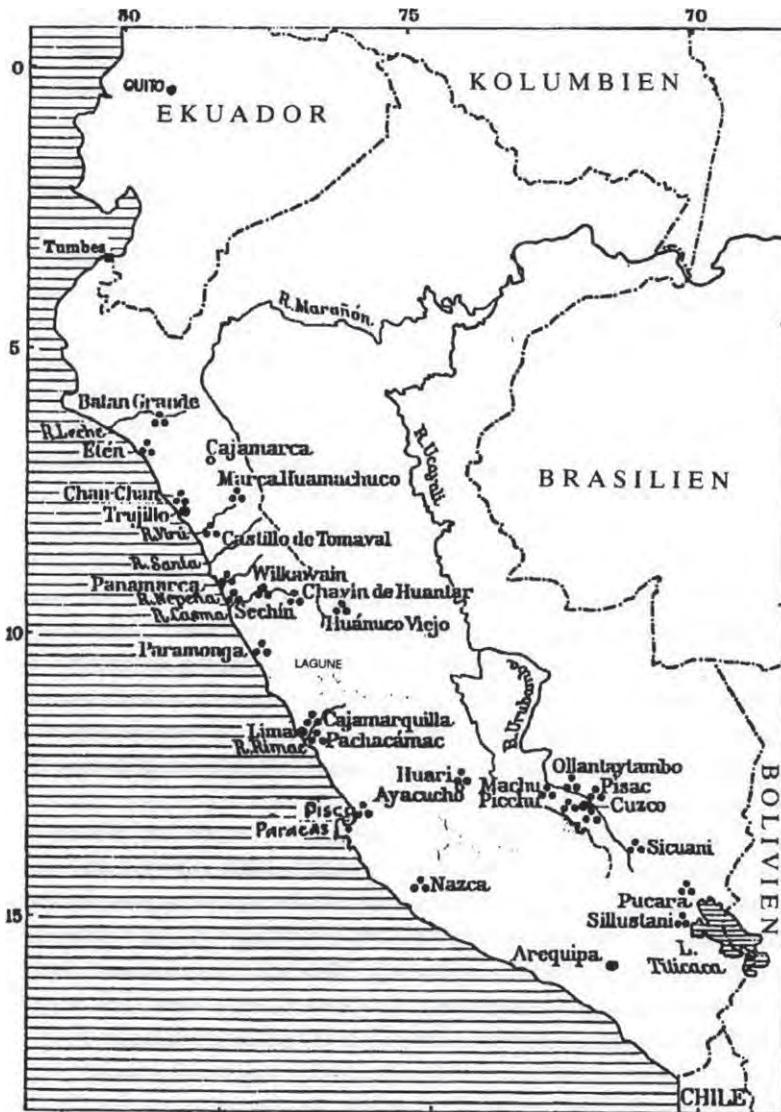 80 75 70
0
QUITO
KOLUMBIEN
EKUADOR
Tumbes
R.Marañón
5
Batan Grande
R.Leche
Eten
Cajamarca
R.Ucayali
Marca Huamachuco
BRASILIEN
Chan-Chan
Trujillo
R.Virú
Castillo de Tomaval
R.Santa
Wilkawain
Panamarca
Chavin de Huantar
R.Nepeña
Sechin
R.Casma
Huánuco Viejo
10
Paramonga
LAGUNE
R.Urubamba
Cajamarquilla
Lima
Pachacámac
R.Rimac
Ollantaytambo
Huari
Machu
Picchu
Pisac
Ayacucho
Cuzco
Pisco
Paracas
Sicuani
BOLIVIEN
Nazca
Pucara
15
Sillustani
Arequipa
L.
Titicaca
CHILE